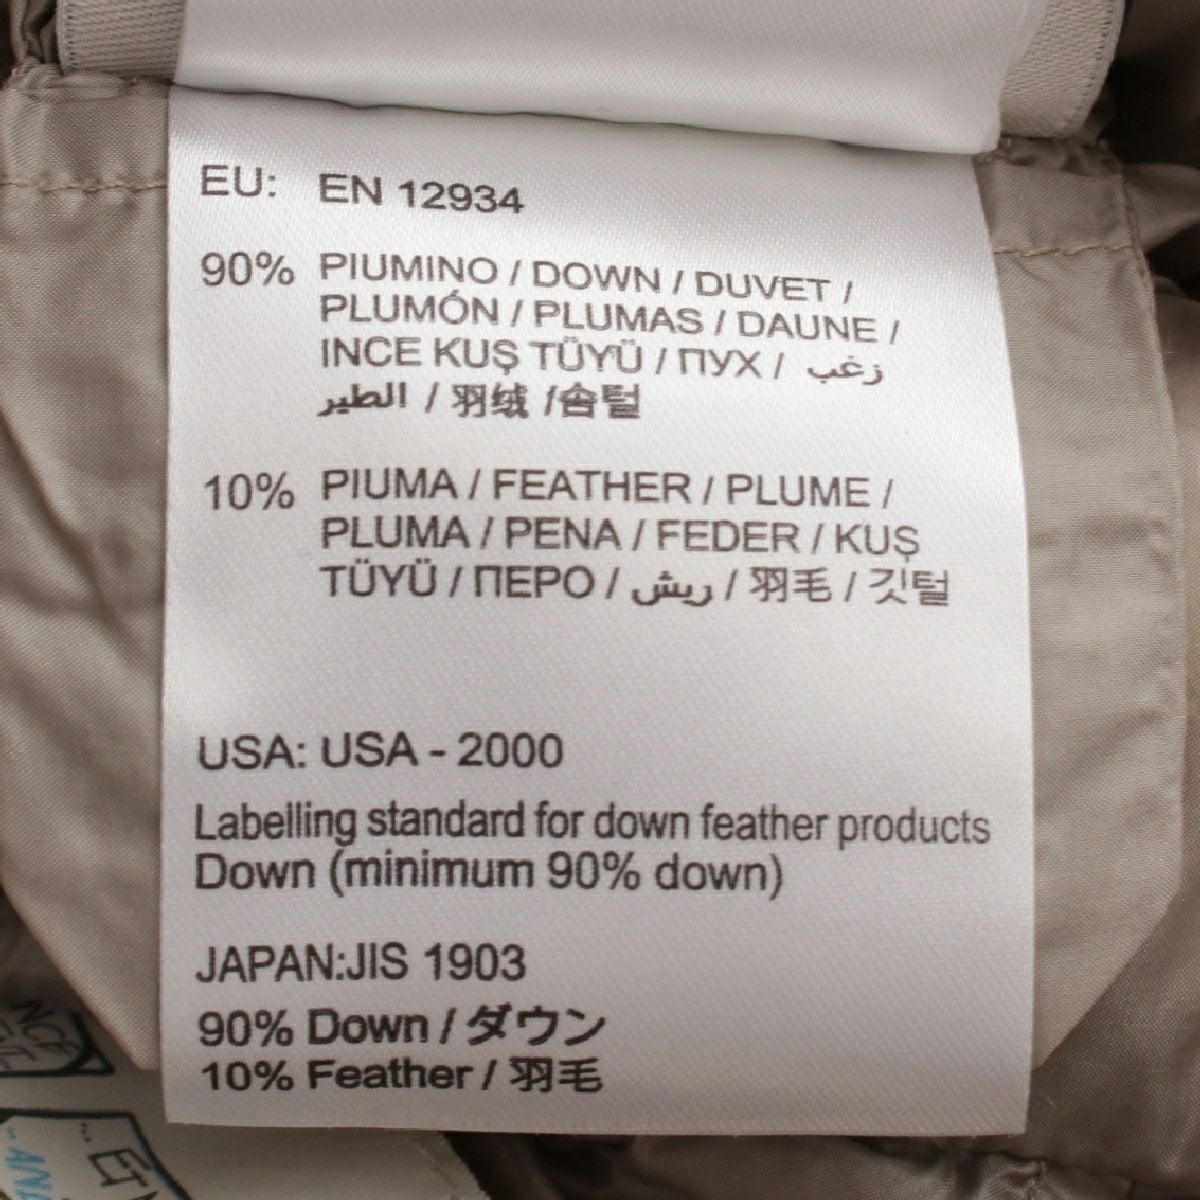 EU: EN 12934
90% PIUMINO / DOWN / DUVET /
PLUMÓN / PLUMAS / DAUNE /
INCE KUŞ TÜYÜ / ПУХ / زغب
الطير / 羽绒 /솜털
10% PIUMA / FEATHER / PLUME /
PLUMA / PENA / FEDER / KUŞ
TÜYÜ / ПЕРО / ريش / 羽毛 / 깃털
USA: USA - 2000
Labelling standard for down feather products
Down (minimum 90% down)
JAPAN:JIS 1903
90% Down / ダウン
10% Feather / 羽毛
...ET
...AND